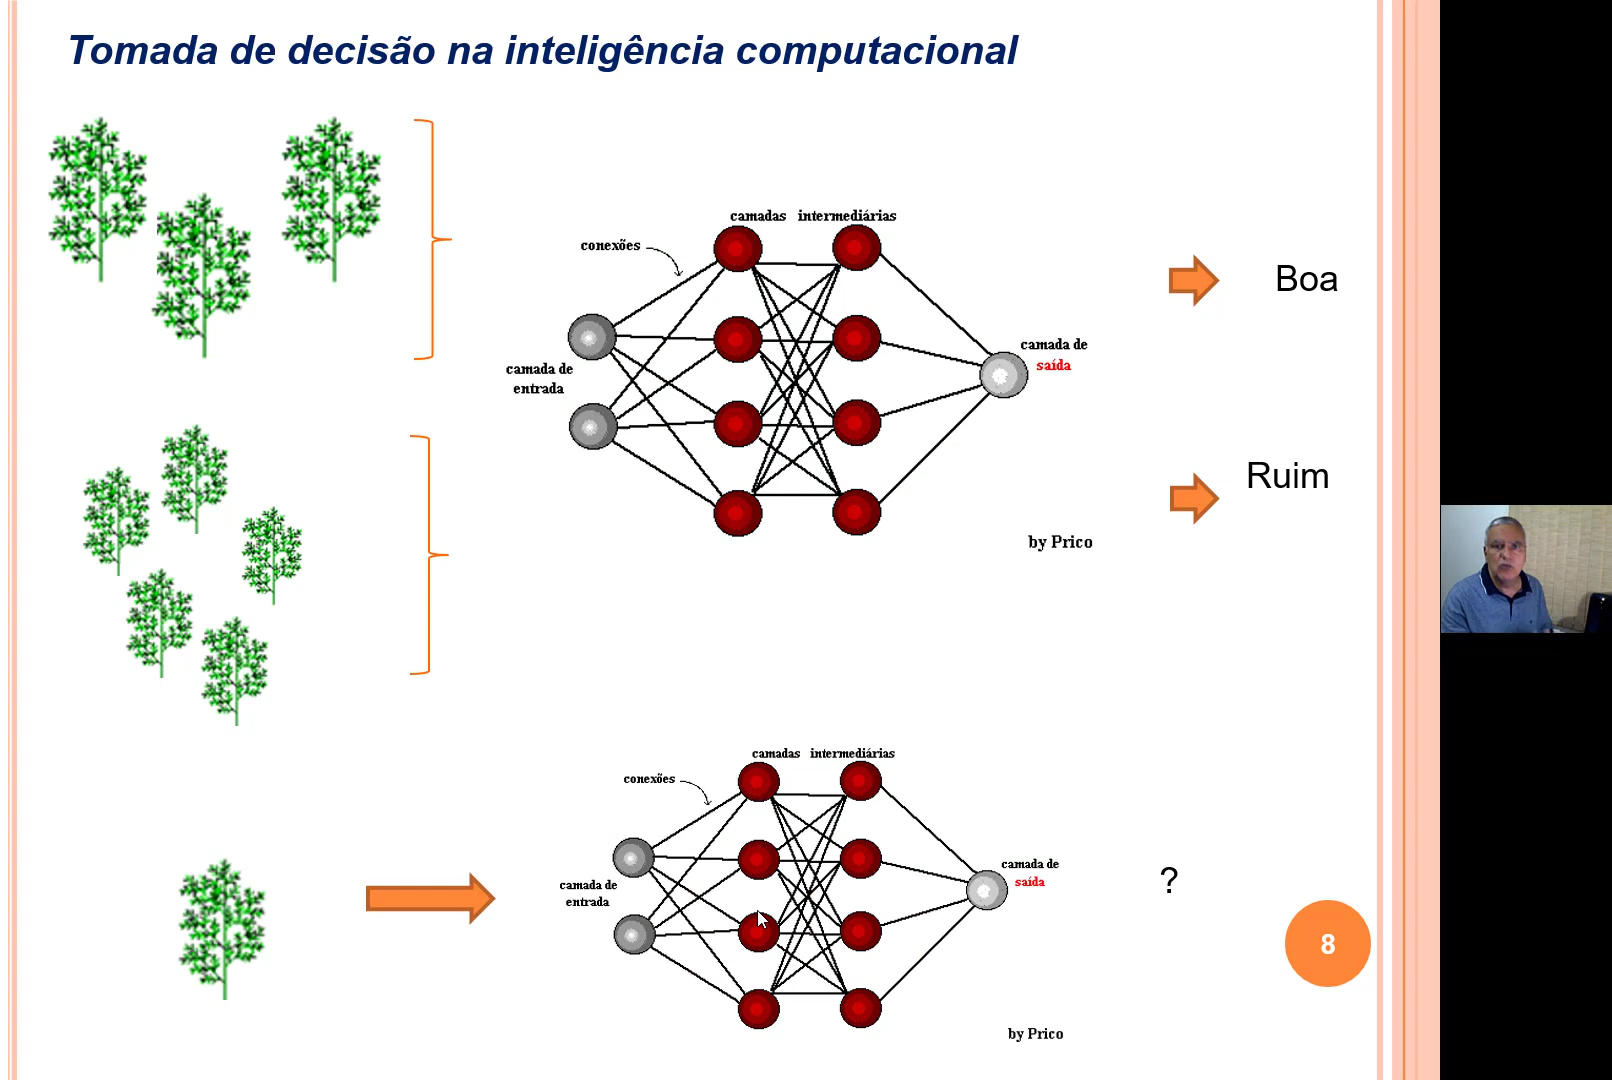 Tomada de decisão na inteligência computacional
camadas intermediárias
conexões
camada de
entrada
camada de
saída
by Prico
Boa
Ruim
camadas intermediárias
conexões
camada de
entrada
camada de
saída
by Prico
?
8